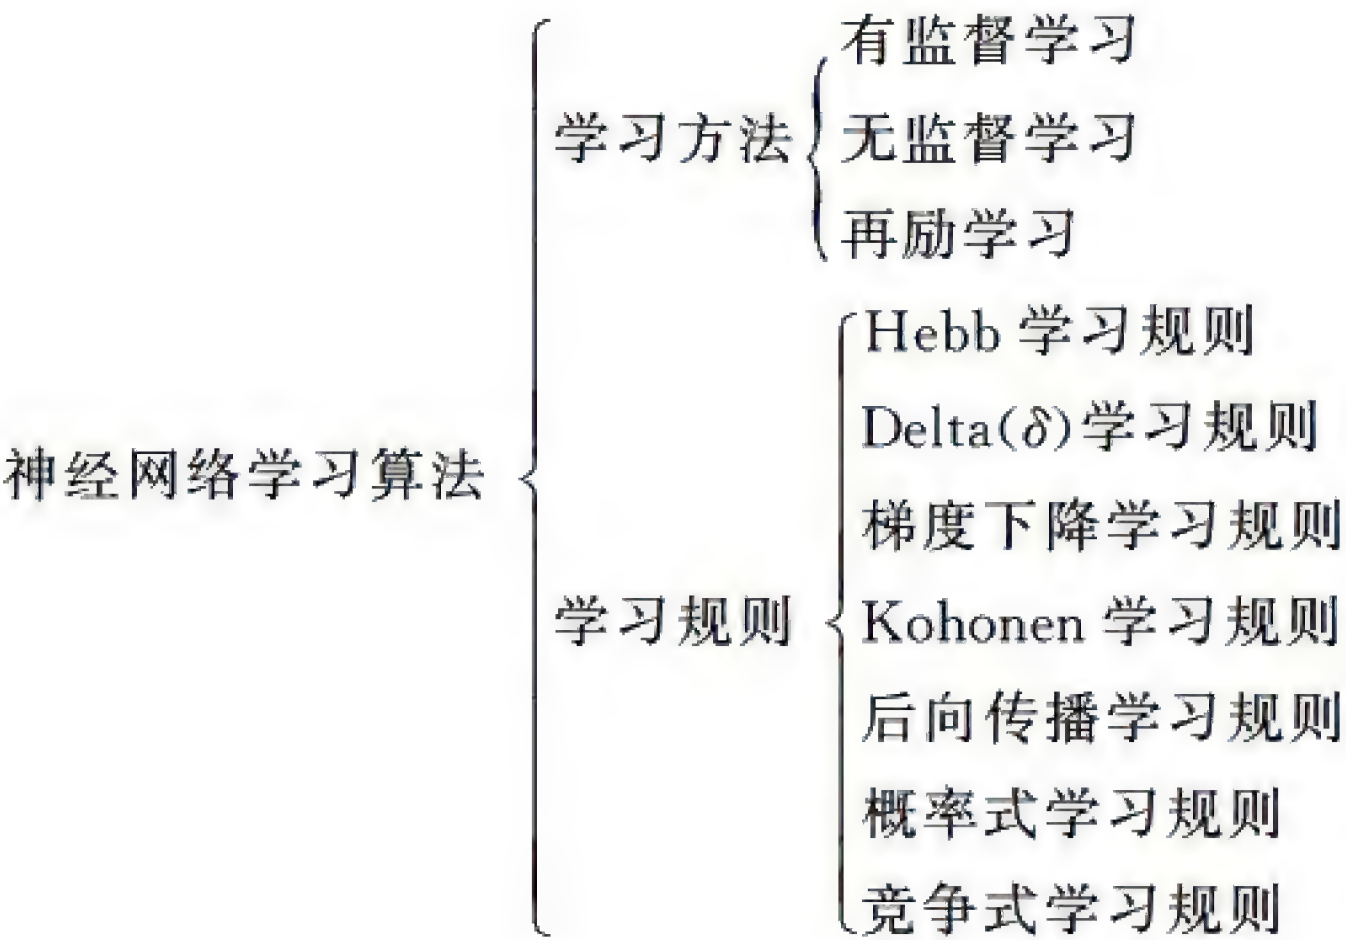 有监督学习
学习方法
无监督学习
再励学习
Hebb 学习规则
Delta(δ)学习规则
神经网络学习算法
梯度下降学习规则
学习规则
Kohonen 学习规则
后向传播学习规则
概率式学习规则
竞争式学习规则